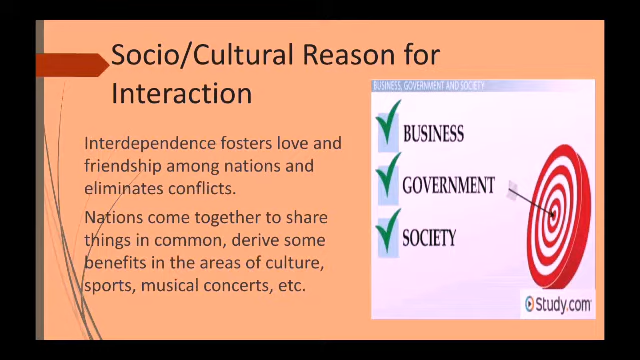 Socio/Cultural Reason for
Interaction
Interdependence fosters love and
friendship among nations and
eliminates conflicts.
Nations come together to share
things in common, derive some
benefits in the areas of culture,
sports, musical concerts, etc.
BUSINESS, GOVERNMENT AND SOCIETY
BUSINESS
GOVERNMENT
SOCIETY
Study.com